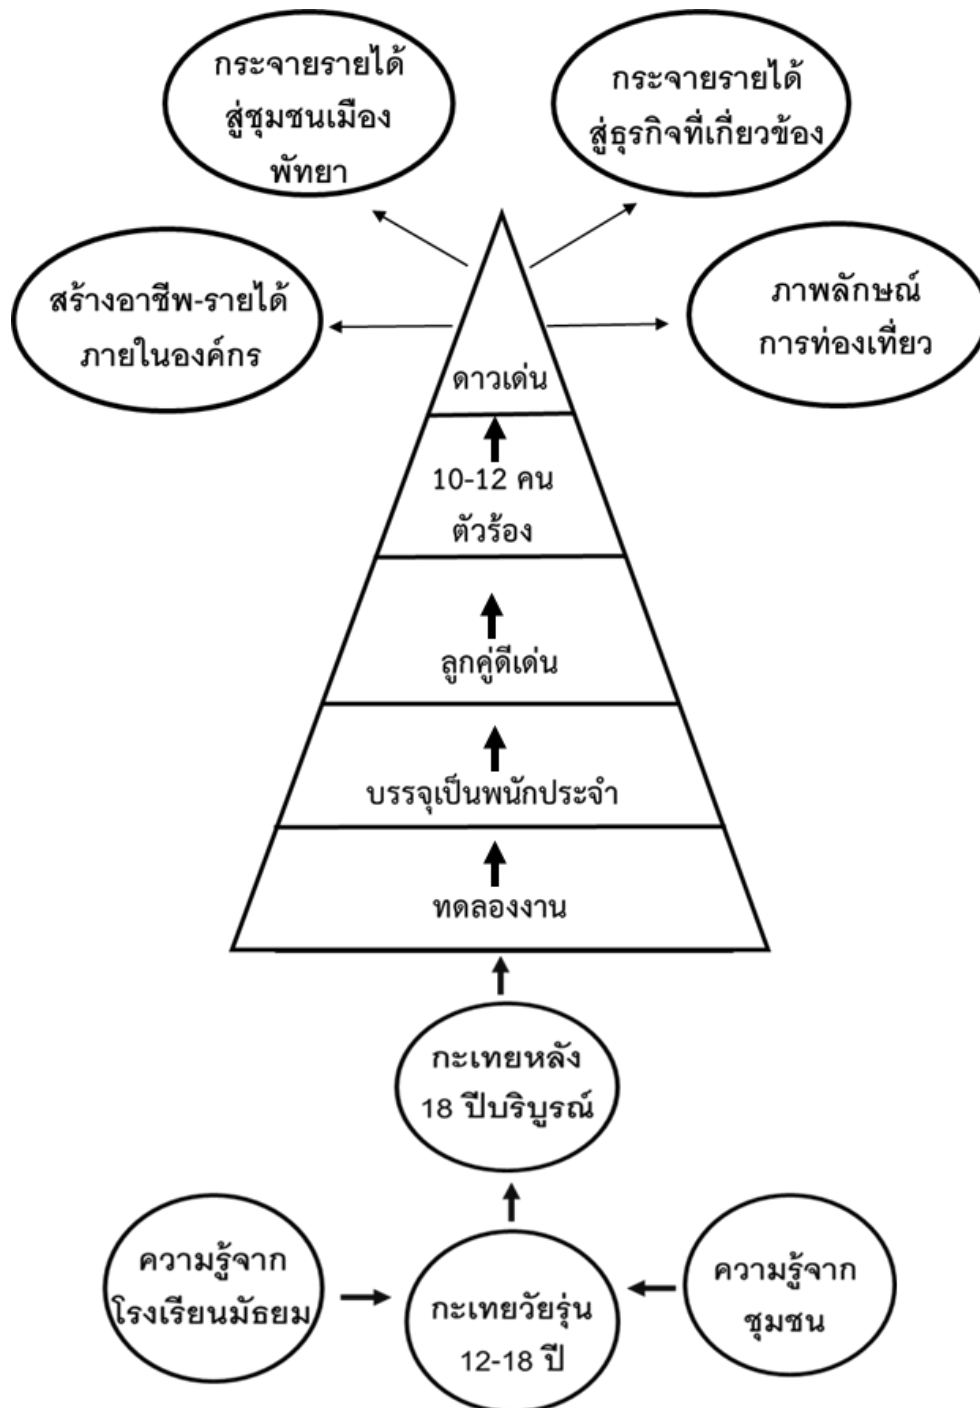 กระจายรายได้
สู่ชุมชนเมือง
พัทยา
กระจายรายได้
สู่ธุรกิจที่เกี่ยวข้อง
สร้างอาชีพ-รายได้
ภายในองค์กร
ภาพลักษณ์
การท่องเที่ยว
ดาวเด่น
10-12 คน
ตัวร้อง
ลูกคู่ดีเด่น
บรรจุเป็นพนักประจำ
ทดลองงาน
กะเทยหลัง
18 ปีบริบูรณ์
ความรู้จาก
โรงเรียนมัธยม
กะเทยวัยรุ่น
12-18 ปี
ความรู้จาก
ชุมชน